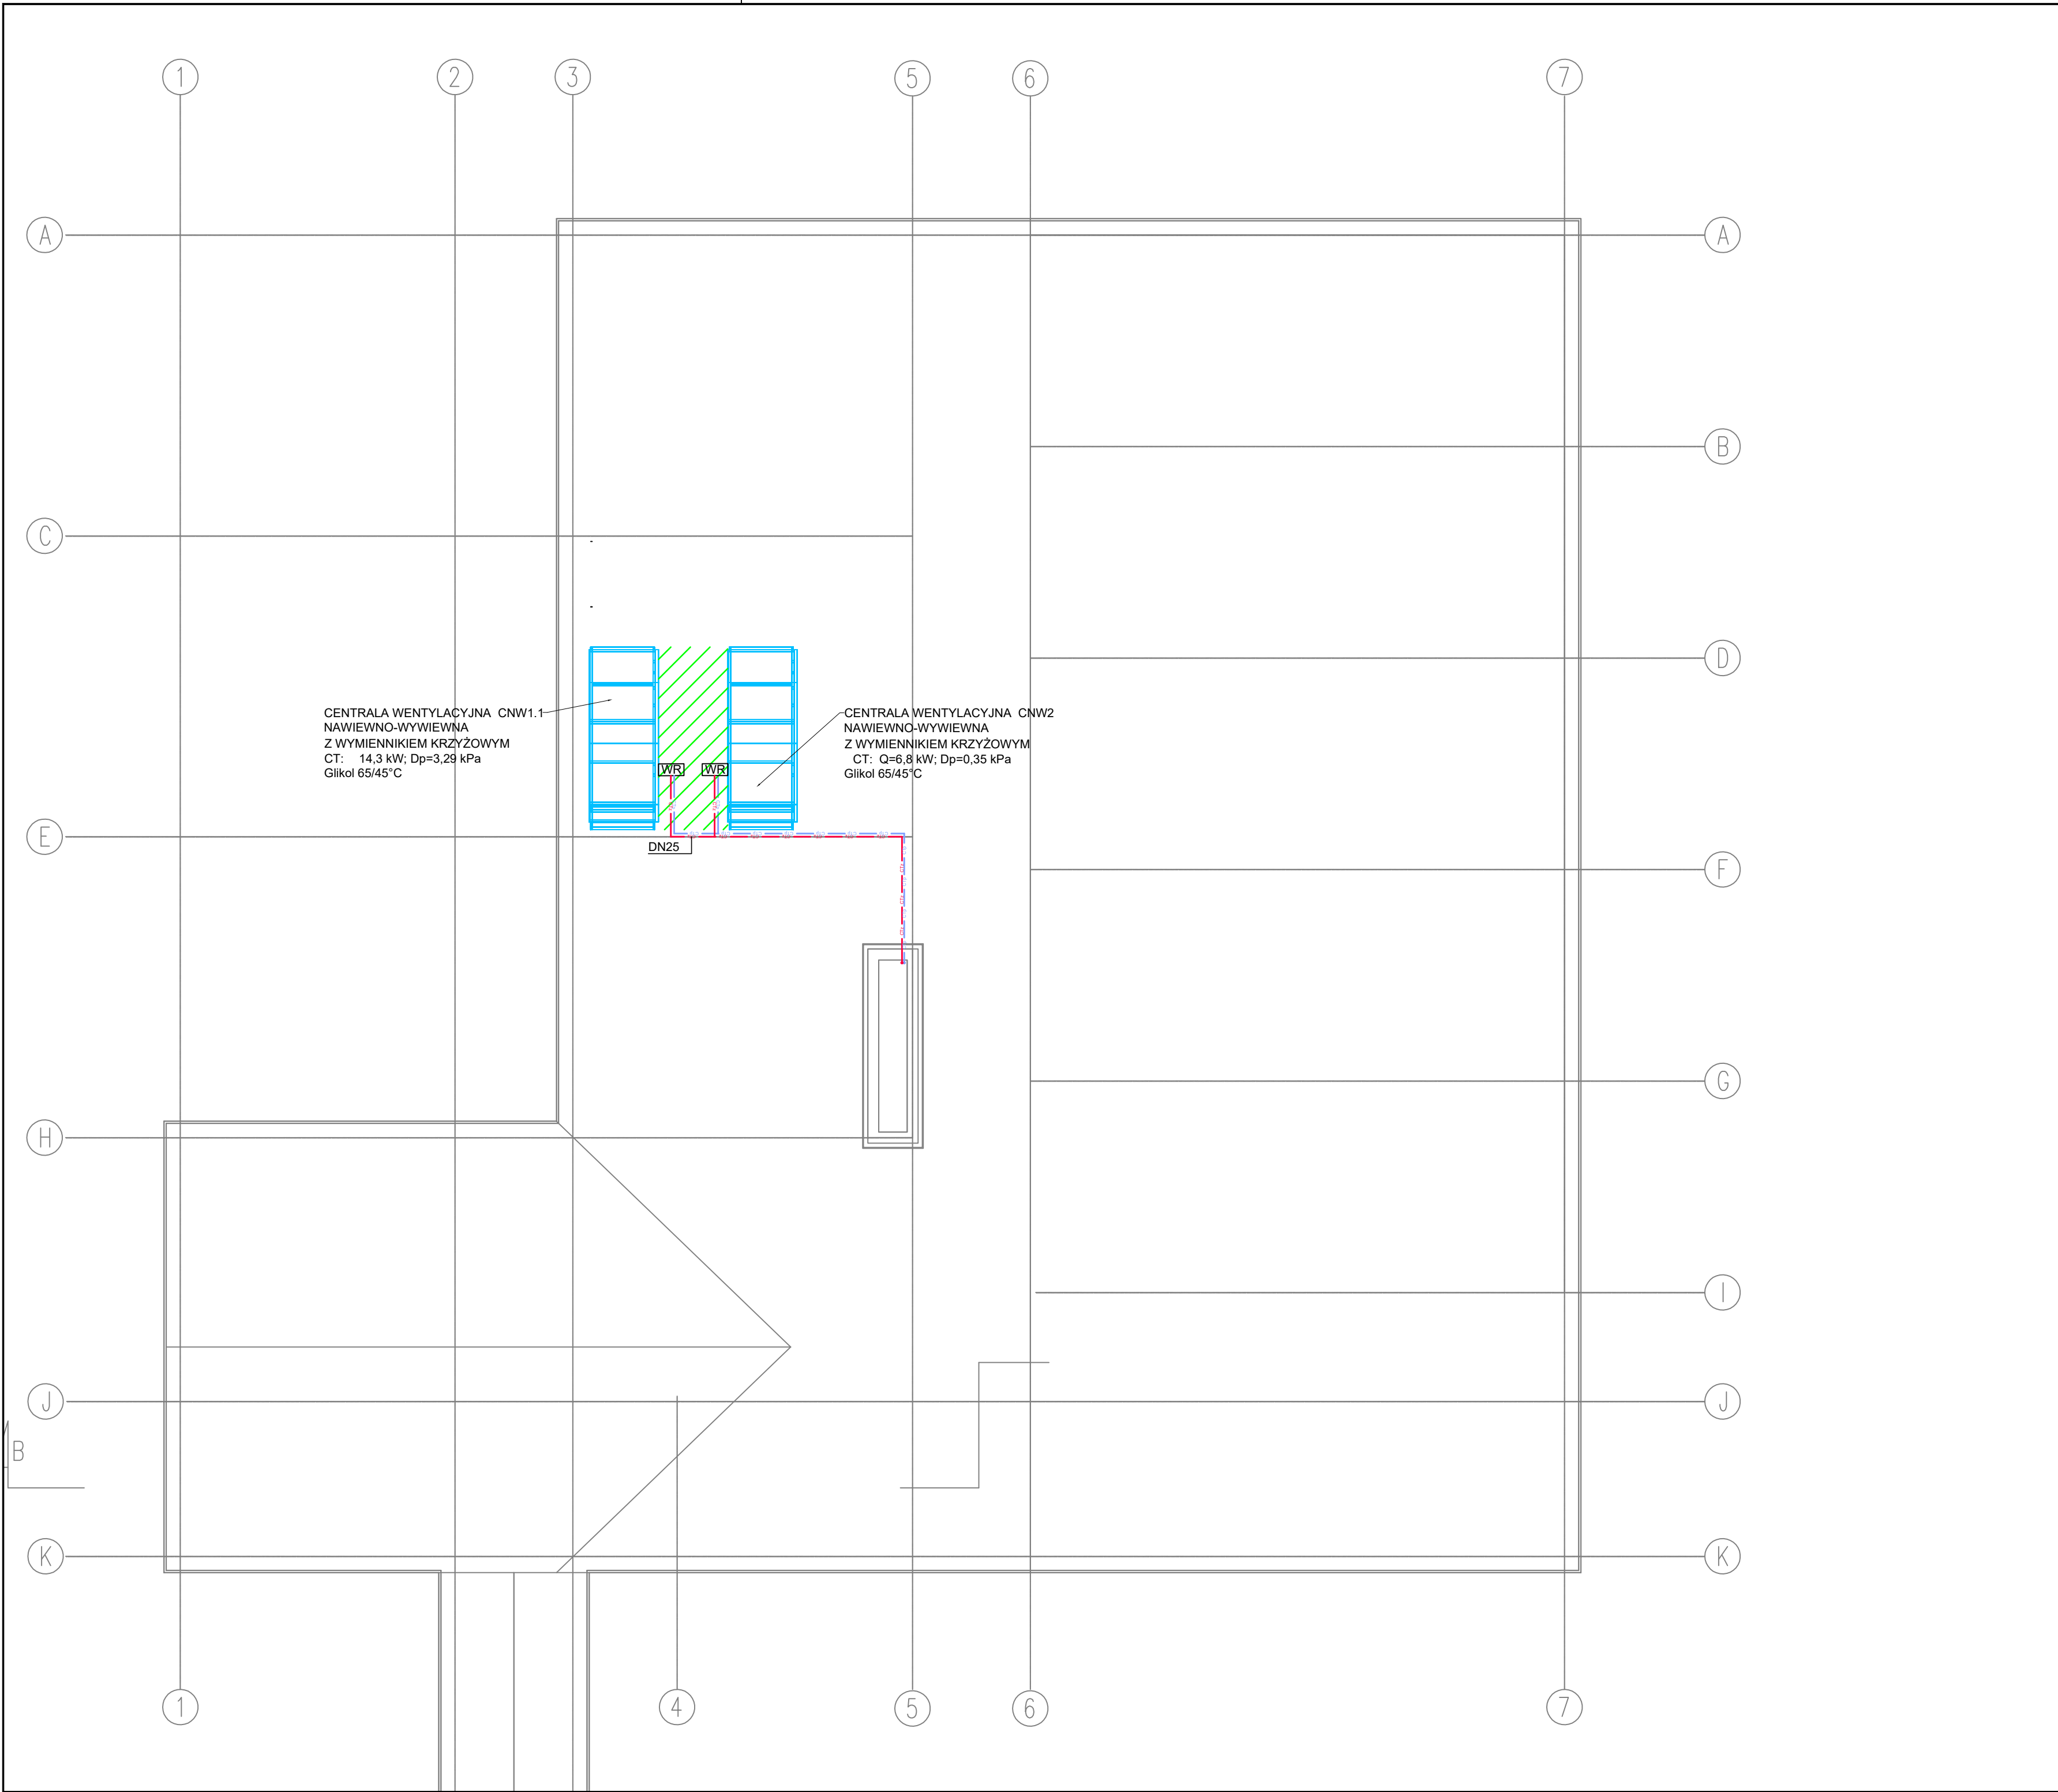 1
2
3
5
6
7
A
A
B
C
D
CENTRALA WENTYLACYJNA CNW1.1
NAWIEWNO-WYWIEWNA
Z WYMIENNIKIEM KRZYŻOWYM
CT: 14,3 kW; Dp=3,29 kPa
Glikol 65/45°C
CENTRALA WENTYLACYJNA CNW2
NAWIEWNO-WYWIEWNA
Z WYMIENNIKIEM KRZYŻOWYM
CT: Q=6,8 kW; Dp=0,35 kPa
Glikol 65/45°C
WR
WR
E
DN25
F
G
H
I
J
J
B
K
K
1
4
5
6
7